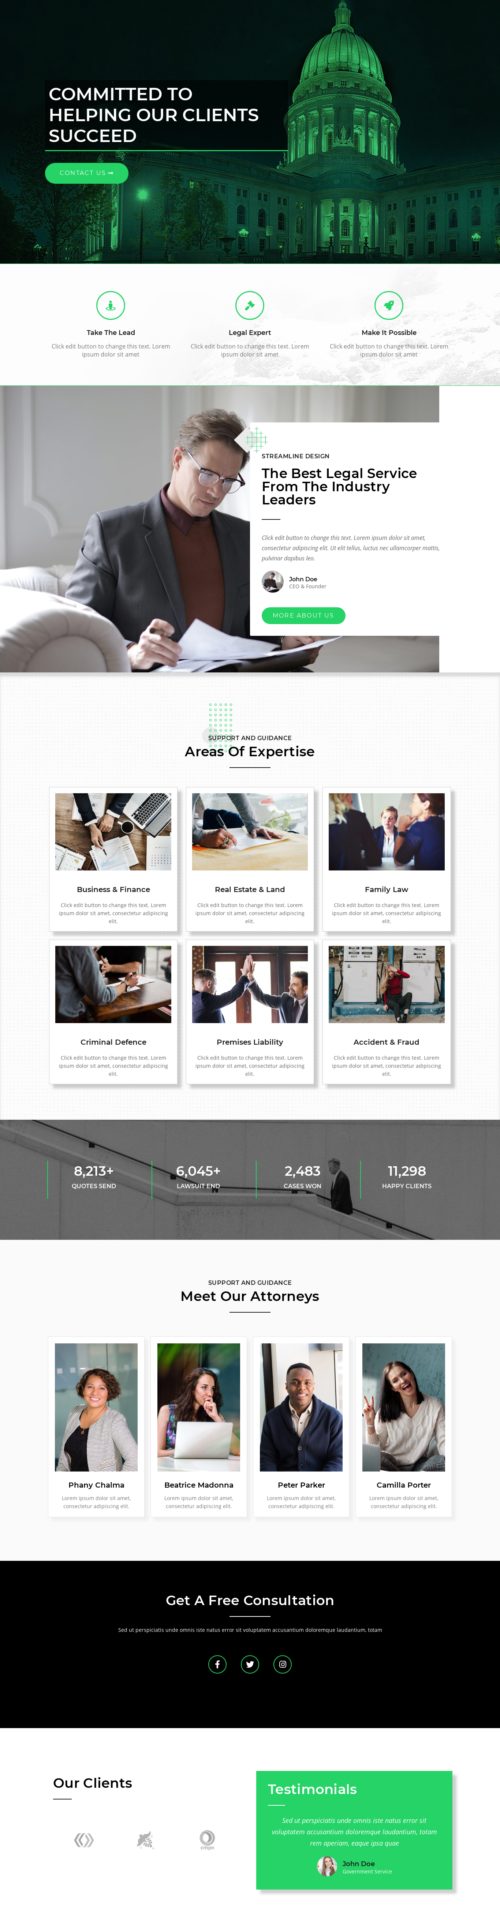 COMMITTED TO
HELPING OUR CLIENTS
SUCCEED
CONTACT US
Take The Lead
Click edit button to change this text. Lorem
ipsum dolor sit amet
Legal Expert
Click edit button to change this text. Lorem
ipsum dolor sit amet
Make It Possible
Click edit button to change this text. Lorem
ipsum dolor sit amet
STREAMLINE DESIGN
The Best Legal Service
From The Industry
Leaders
Click edit button to change this text. Lorem ipsum dolor sit amet,
consectetur adipiscing elit. Ut elit tellus, luctus nec ullamcorper mattis,
pulvinar dapibus leo.
John Doe
CEO & Founder
MORE ABOUT US
SUPPORT AND GUIDANCE
Areas Of Expertise
Business & Finance
Click edit button to change this text. Lorem
ipsum dolor sit amet, consectetur adipiscing
elit.
Real Estate & Land
Click edit button to change this text. Lorem
ipsum dolor sit amet, consectetur adipiscing
elit.
Family Law
Click edit button to change this text. Lorem
ipsum dolor sit amet, consectetur adipiscing
elit.
Criminal Defence
Click edit button to change this text. Lorem
ipsum dolor sit amet, consectetur adipiscing
elit.
Premises Liability
Click edit button to change this text. Lorem
ipsum dolor sit amet, consectetur adipiscing
elit.
Accident & Fraud
Click edit button to change this text. Lorem
ipsum dolor sit amet, consectetur adipiscing
elit.
8,213+
QUOTES SEND
6,045+
LAWSUIT END
2,483
CASES WON
11,298
HAPPY CLIENTS
SUPPORT AND GUIDANCE
Meet Our Attorneys
Phany Chalma
Lorem ipsum dolor sit amet,
consectetur adipiscing elit.
Beatrice Madonna
Lorem ipsum dolor sit amet,
consectetur adipiscing elit.
Peter Parker
Lorem ipsum dolor sit amet,
consectetur adipiscing elit.
Camilla Porter
Lorem ipsum dolor sit amet,
consectetur adipiscing elit.
Get A Free Consultation
Sed ut perspiciatis unde omnis iste natus error sit voluptatem accusantium doloremque laudantium, totam
Our Clients
Testimonials
Sed ut perspiciatis unde omnis iste natus error sit
voluptatem accusantium doloremque laudantium, totam
rem aperiam, eaque ipsa quae
John Doe
Government Service